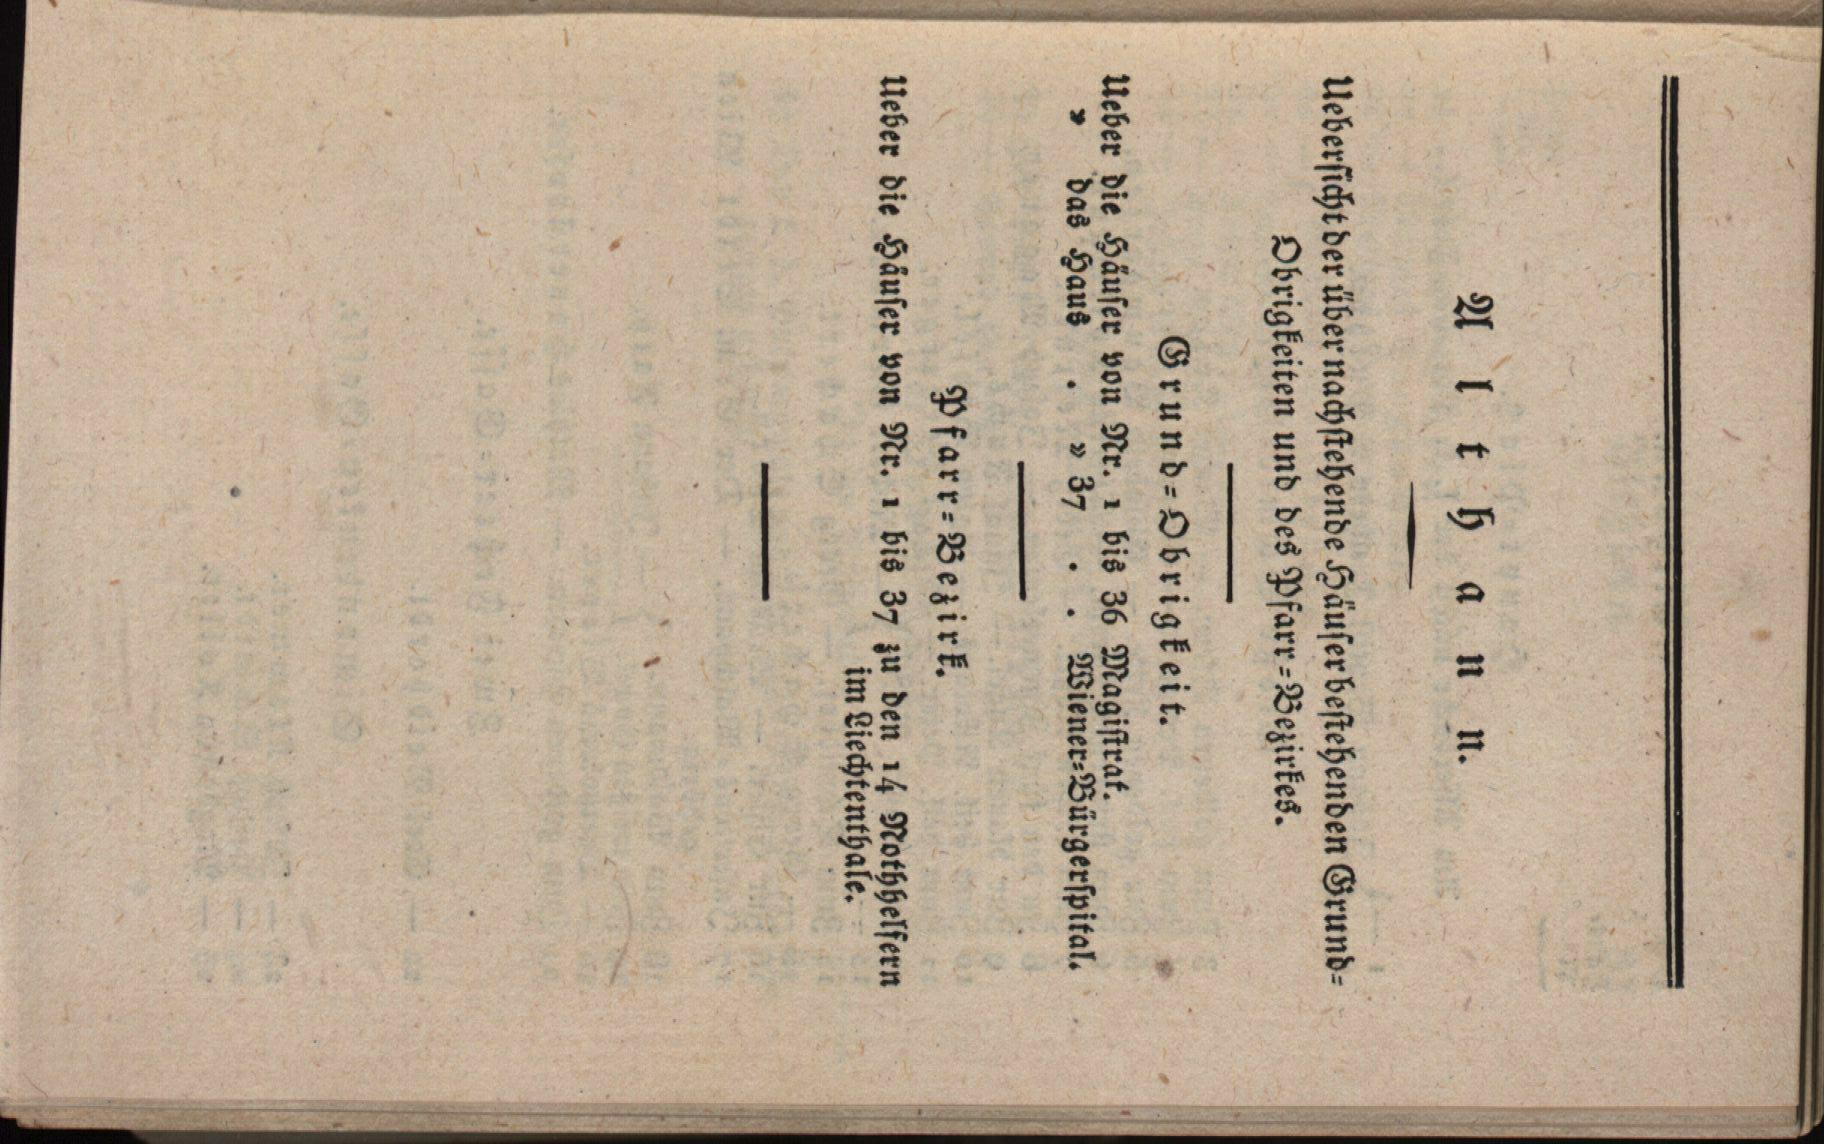 Althann.
Uebersicht der über nachstehende Häuser bestehenden Grund-
Obrigkeiten und des Pfarr-Bezirkes.
Grund-Obrigkeit.
Ueber die Häuser von Nr. 1 bis 36 Magistrat.
» das Haus . » 37 . . Wiener-Bürgerspital.
Pfarr-Bezirk.
Ueber die Häuser von Nr. 1 bis 37 zu den 14 Nothhelfern
im Liechtenthale.